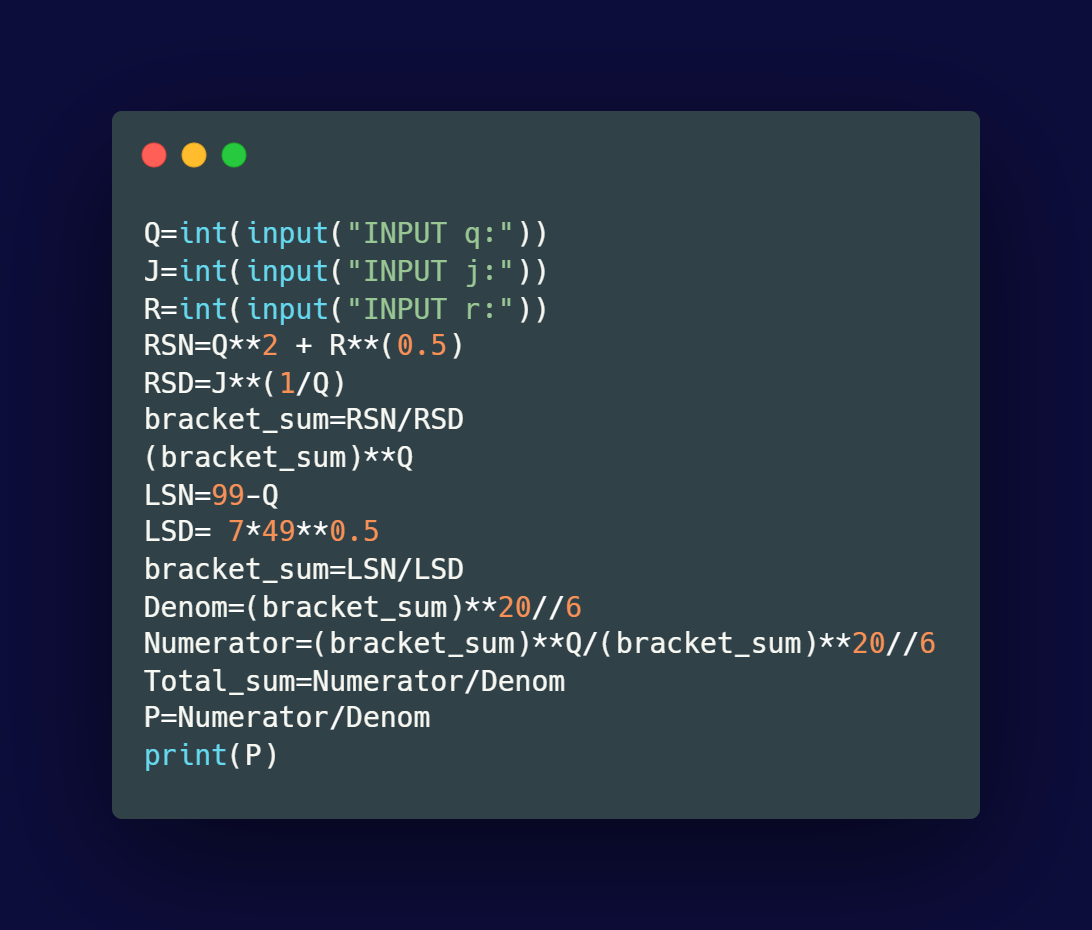 Q=int(input("INPUT q:"))
J=int(input("INPUT j:"))
R=int(input("INPUT r:"))
RSN=Q**2 + R**(0.5)
RSD=J**(1/Q)
bracket_sum=RSN/RSD
(bracket_sum)**Q
LSN=99-Q
LSD= 7*49**0.5
bracket_sum=LSN/LSD
Denom=(bracket_sum)**20//6
Numerator=(bracket_sum)**Q/(bracket_sum)**20//6
Total_sum=Numerator/Denom
P=Numerator/Denom
print(P)